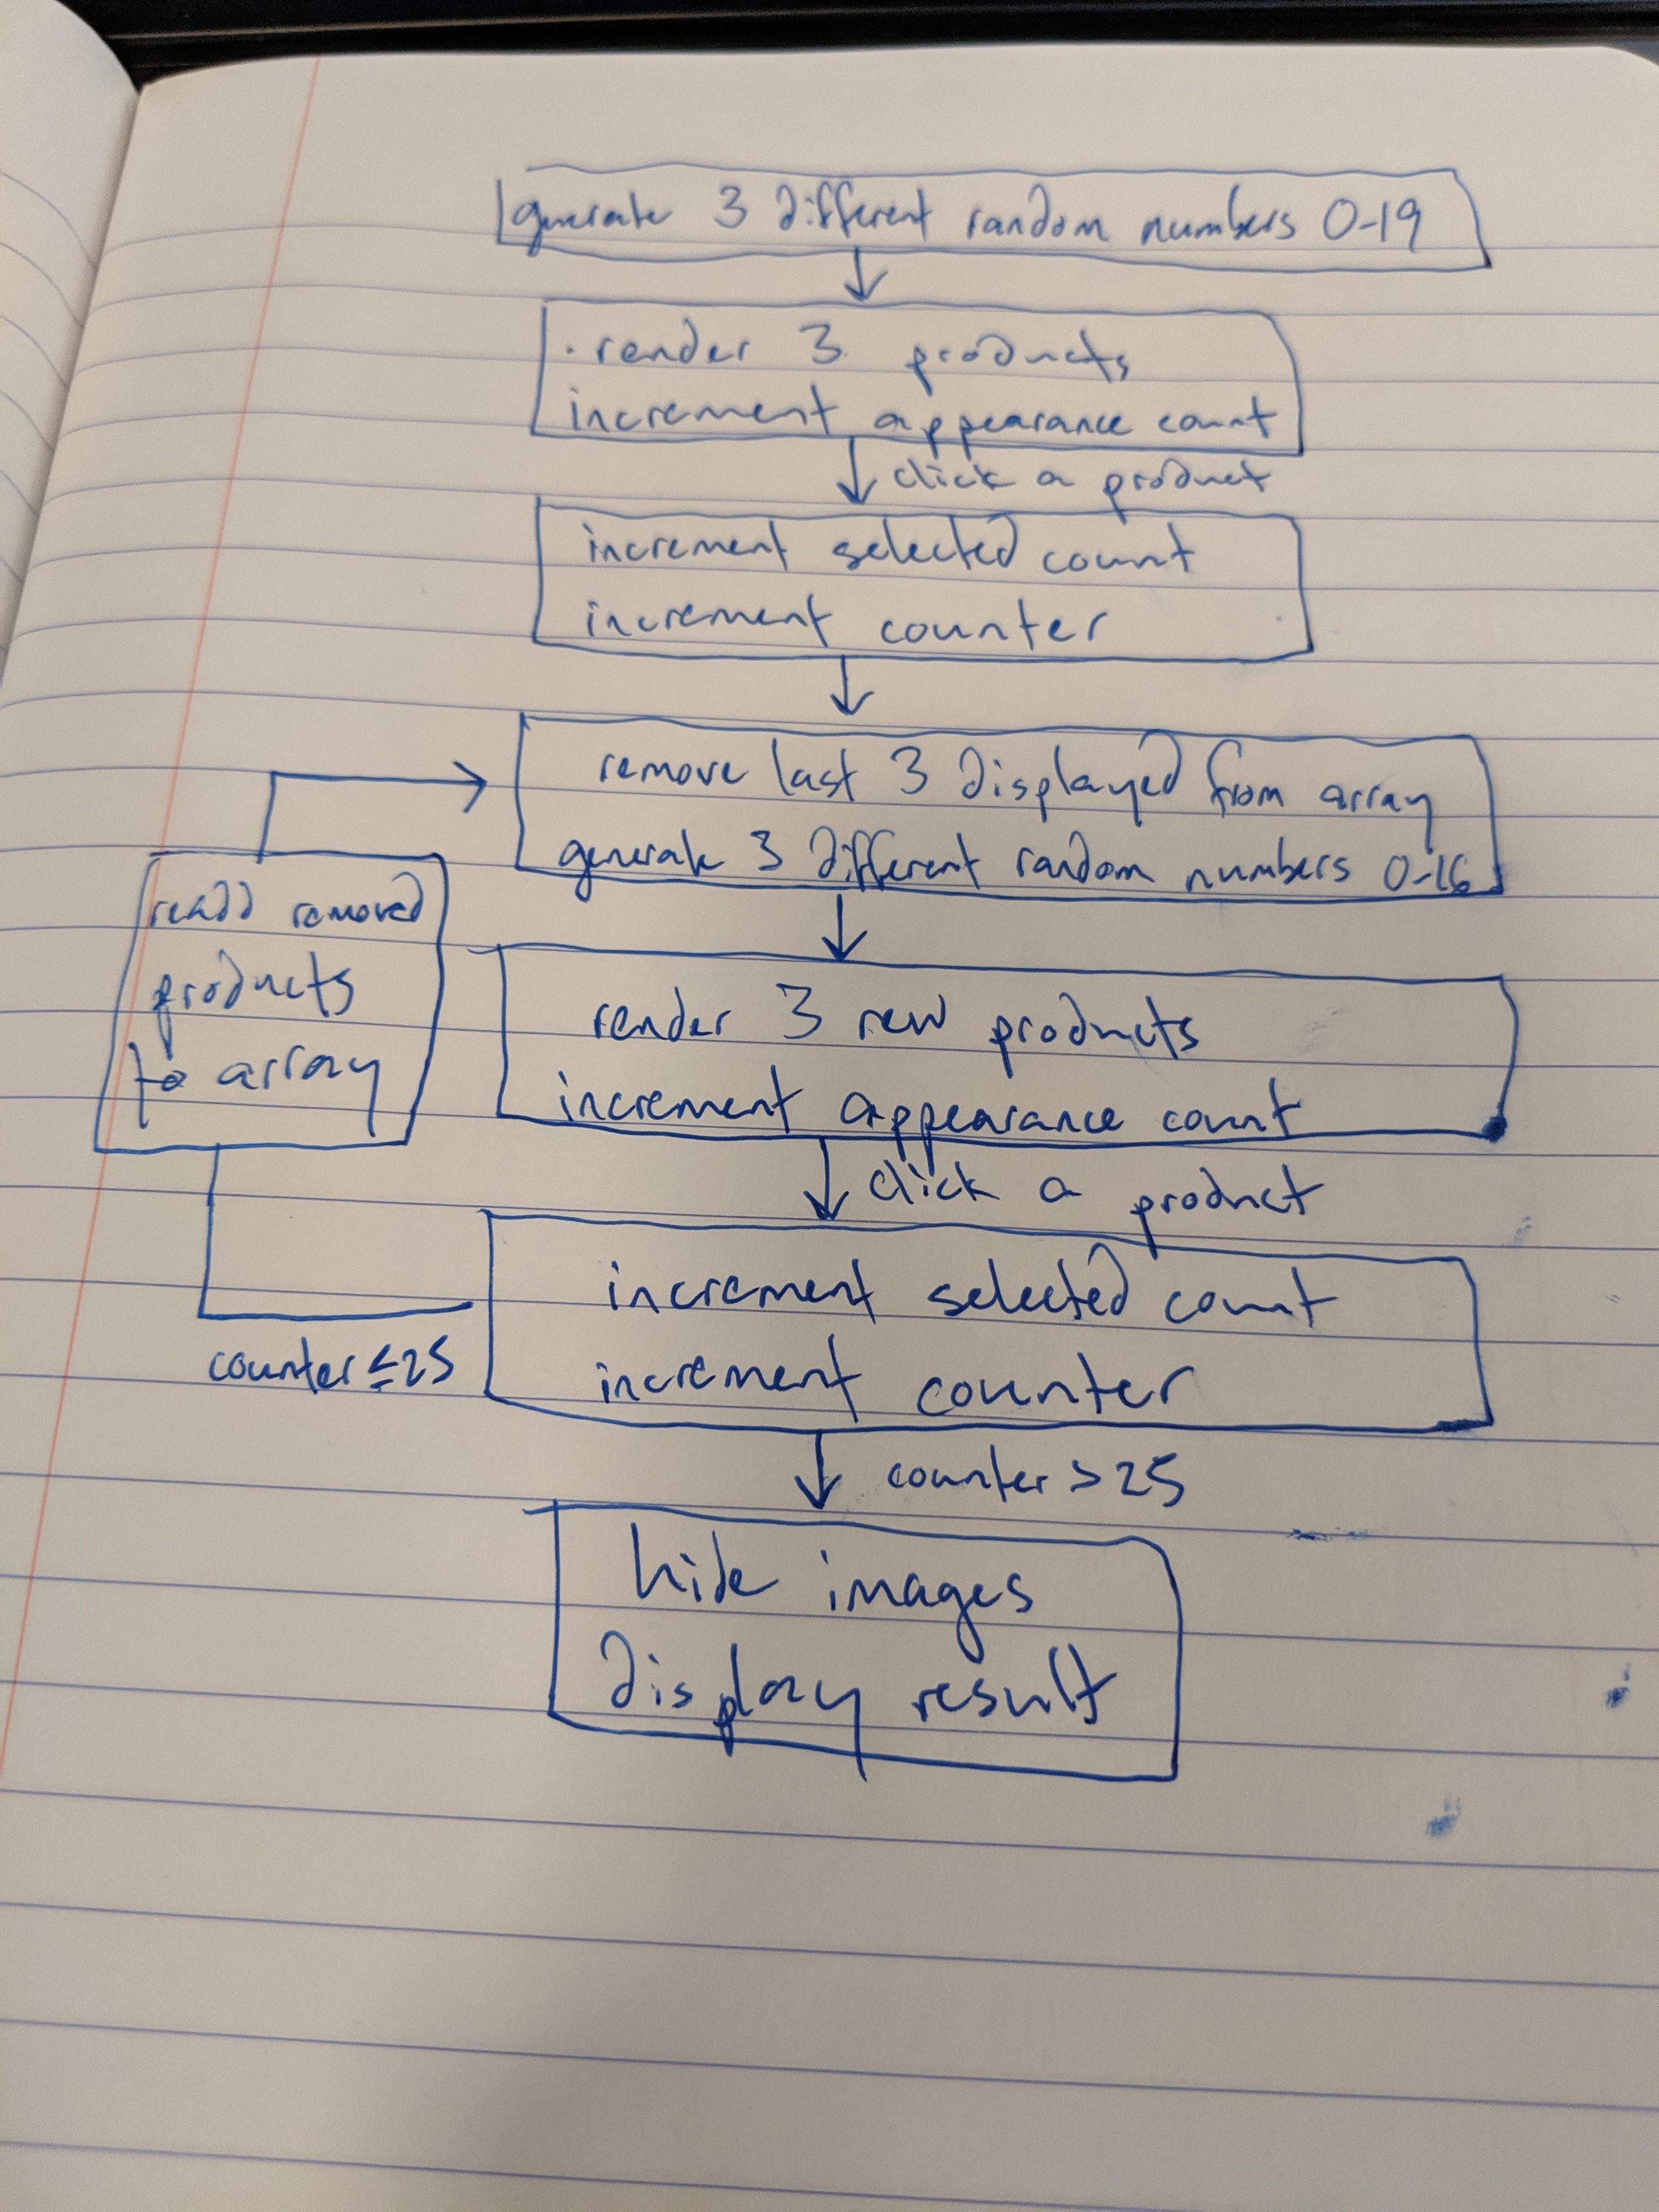 generate 3 different random numbers 0-19
· render 3 products
increment appearance count
click a product
increment selected count
increment counter
remove last 3 displayed from array
generate 3 different random numbers 0-16
readd removed
products
to array
render 3 new products
increment appearance count
click a product
increment selected count
increment counter
counter ≤ 25
counter > 25
hide images
display result